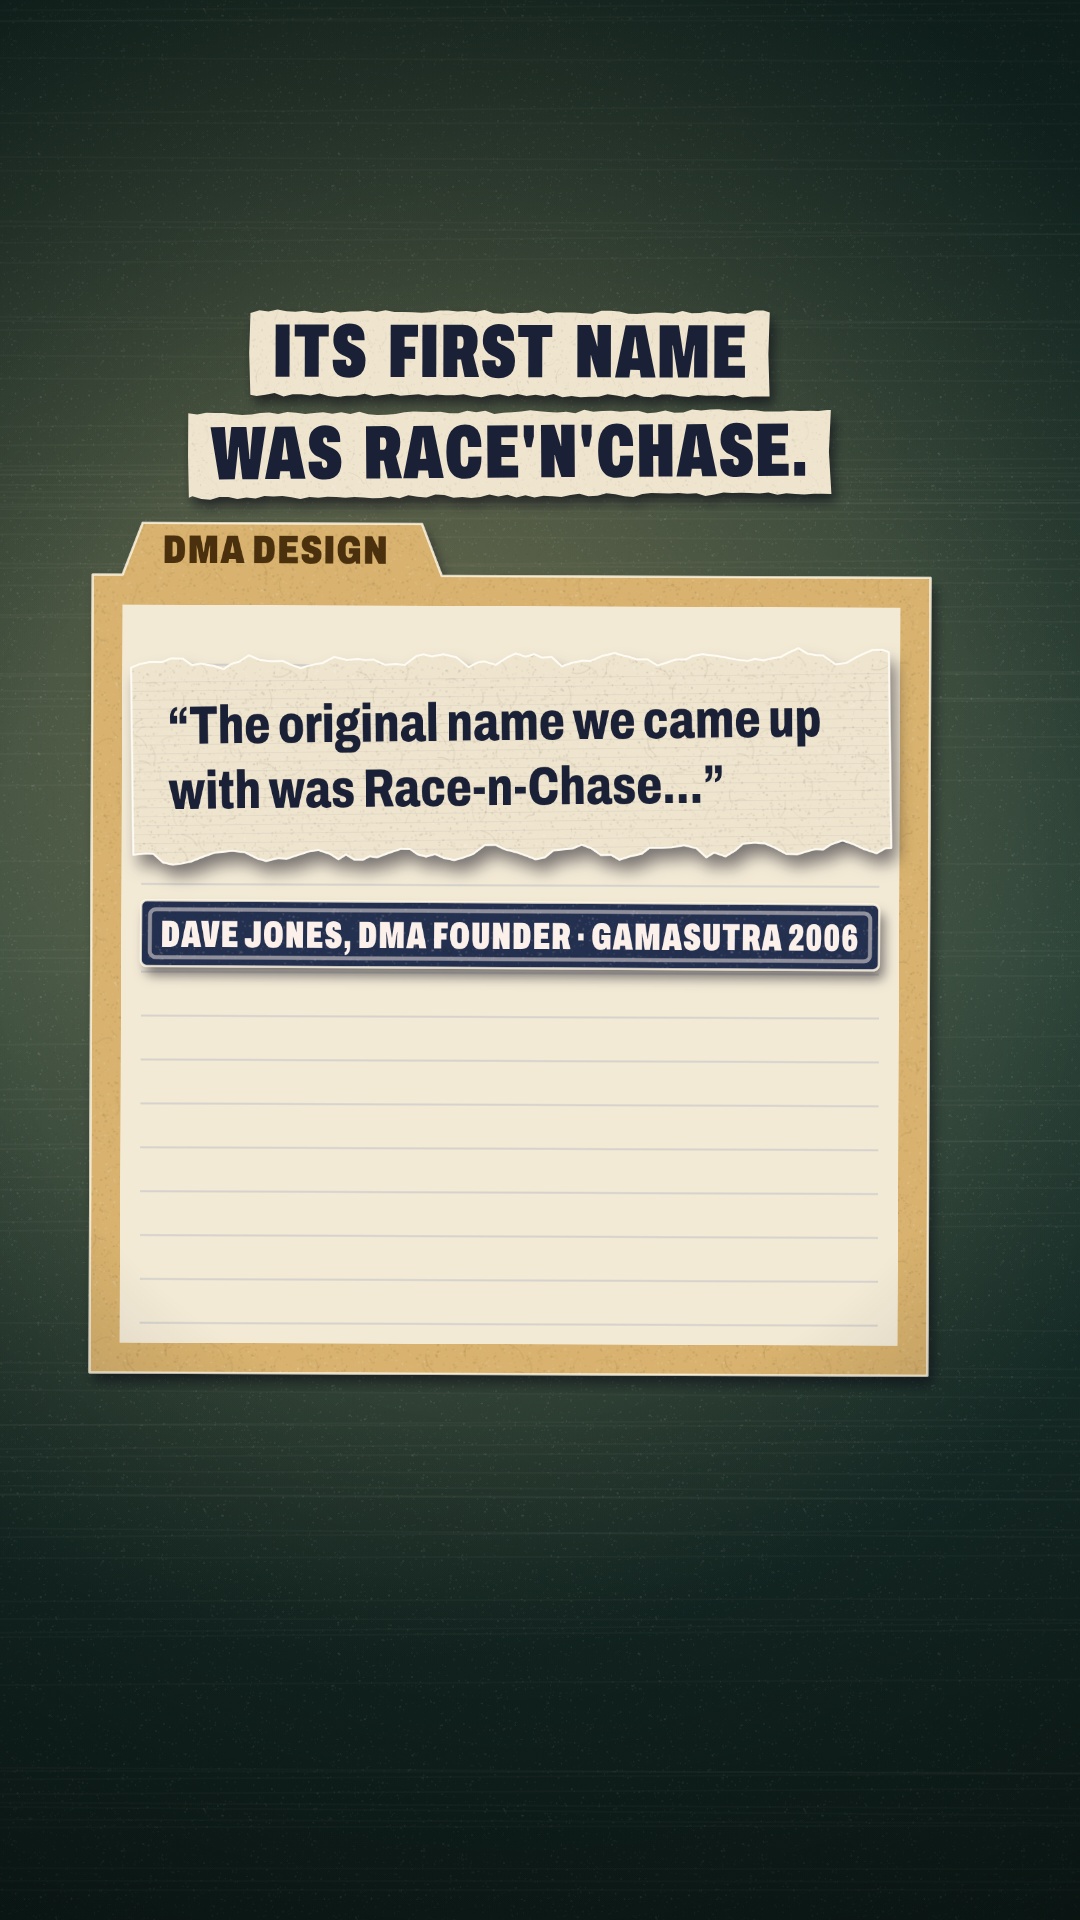 ITS FIRST NAME
WAS RACE'N'CHASE.
DMA DESIGN
“The original name we came up
with was Race-n-Chase...”
DAVE JONES, DMA FOUNDER · GAMASUTRA 2006